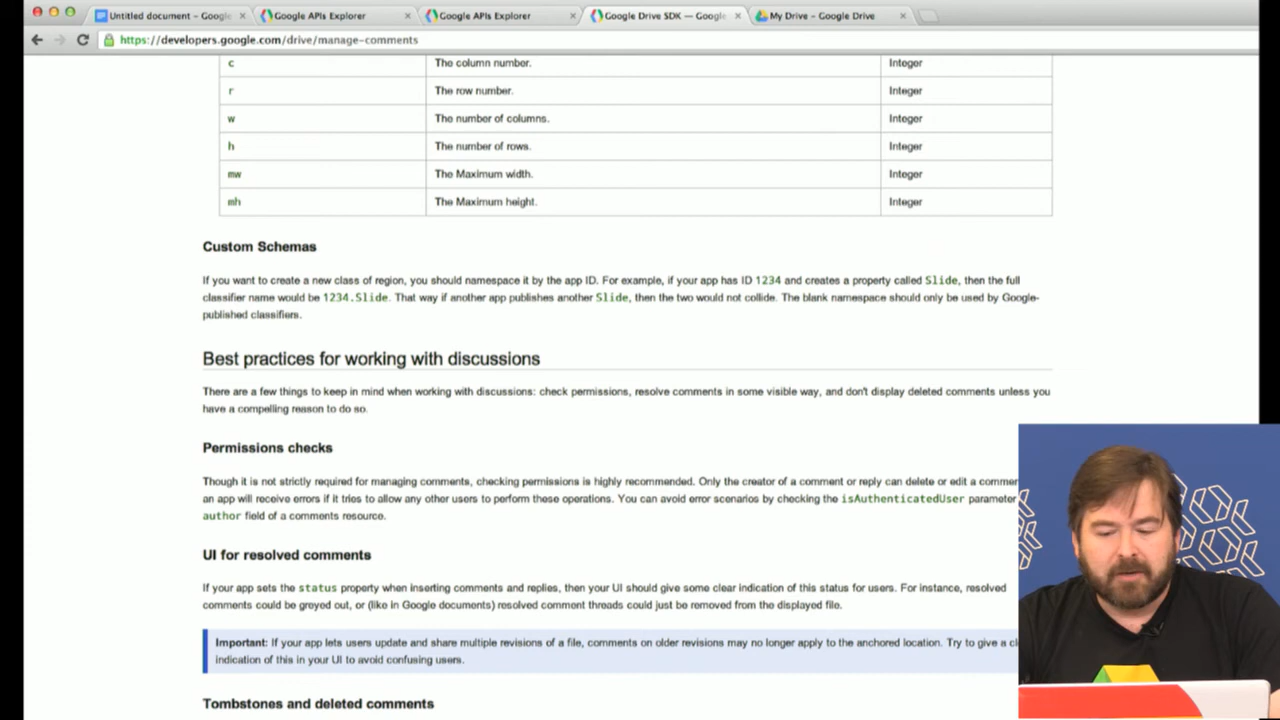 Untitled document – Google
Google APIs Explorer
Google APIs Explorer
Google Drive SDK — Google
My Drive – Google Drive
https://developers.google.com/drive/manage-comments
c The column number. Integer
r The row number. Integer
w The number of columns. Integer
h The number of rows. Integer
mw The Maximum width. Integer
mh The Maximum height. Integer
Custom Schemas
If you want to create a new class of region, you should namespace it by the app ID. For example, if your app has ID 1234 and creates a property called Slide, then the full
classifier name would be 1234.Slide. That way if another app publishes another Slide, then the two would not collide. The blank namespace should only be used by Google-
published classifiers.
Best practices for working with discussions
There are a few things to keep in mind when working with discussions: check permissions, resolve comments in some visible way, and don't display deleted comments unless you
have a compelling reason to do so.
Permissions checks
Though it is not strictly required for managing comments, checking permissions is highly recommended. Only the creator of a comment or reply can delete or edit a commen
an app will receive errors if it tries to allow any other users to perform these operations. You can avoid error scenarios by checking the isAuthenticatedUser parameter
author field of a comments resource.
UI for resolved comments
If your app sets the status property when inserting comments and replies, then your UI should give some clear indication of this status for users. For instance, resolved
comments could be greyed out, or (like in Google documents) resolved comment threads could just be removed from the displayed file.
Important: If your app lets users update and share multiple revisions of a file, comments on older revisions may no longer apply to the anchored location. Try to give a cl
indication of this in your UI to avoid confusing users.
Tombstones and deleted comments